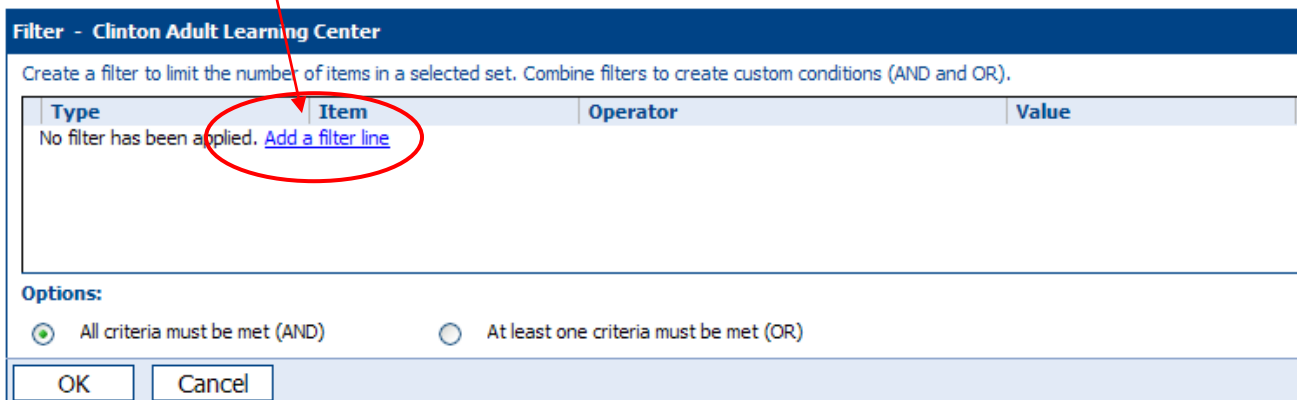 Filter - Clinton Adult Learning Center
Create a filter to limit the number of items in a selected set. Combine filters to create custom conditions (AND and OR).
Type Item Operator Value
No filter has been applied. Add a filter line
Options:
All criteria must be met (AND) At least one criteria must be met (OR)
OK Cancel